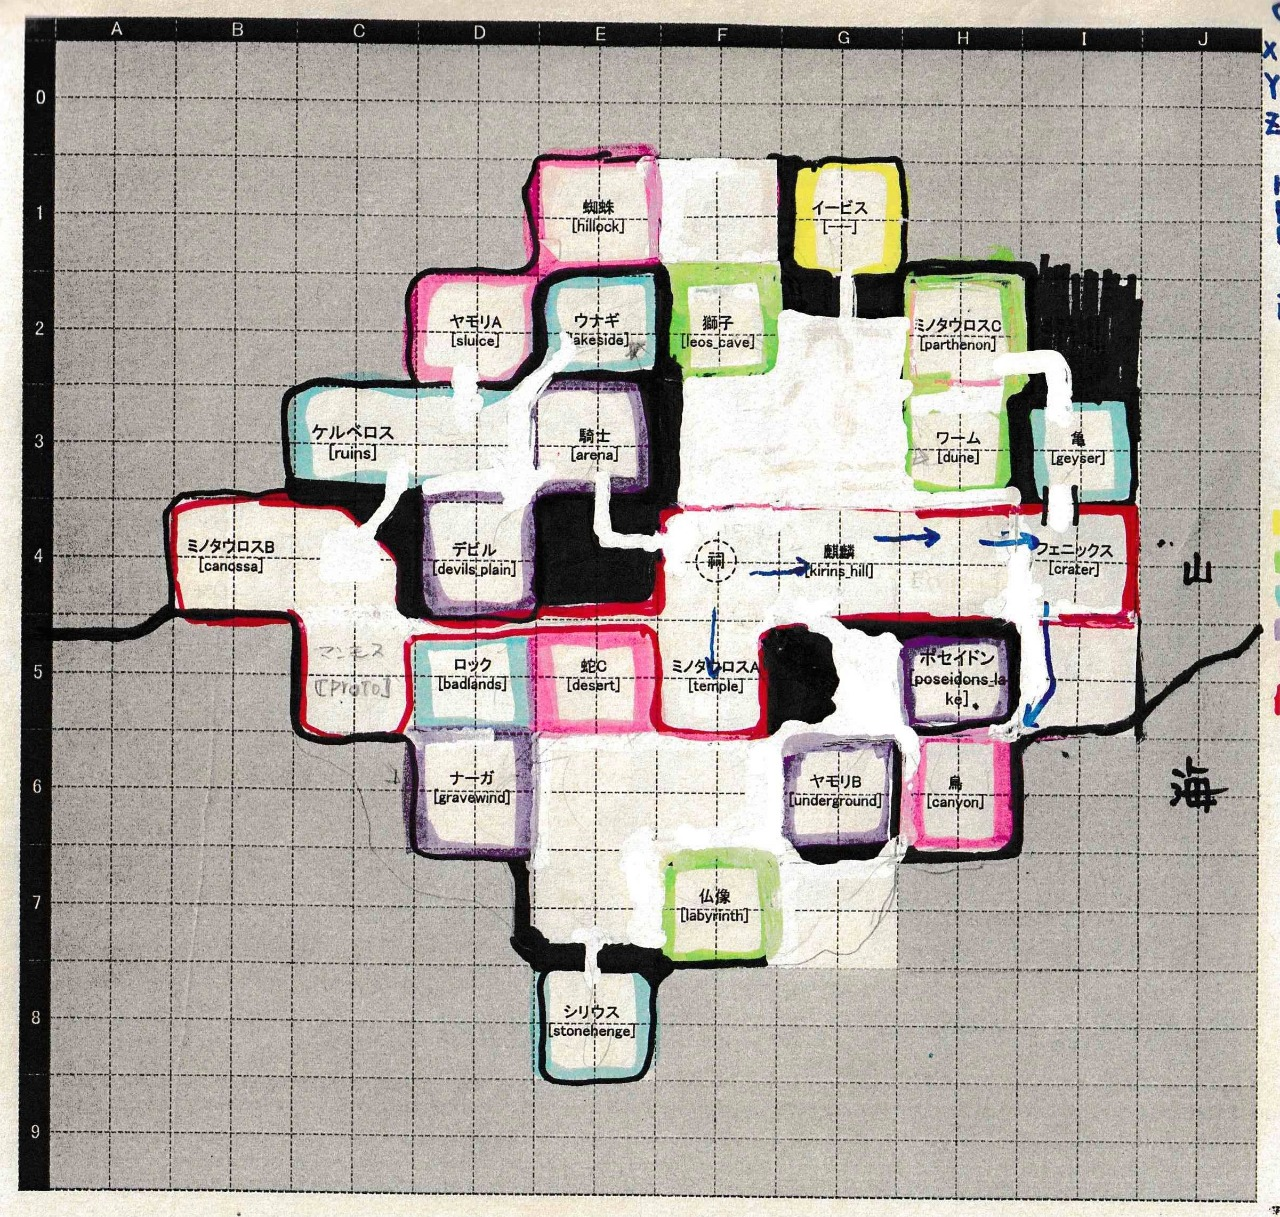 A B C D E F G H I J
X
Y
Z
0
1
蜘蛛
[hillock]
イービス
[----]
2
ヤモリA
[sluice]
ウナギ
[lakeside]
獅子
[leos_cave]
ミノタウロスC
[parthenon]
3
ケルベロス
[ruins]
騎士
[arena]
ワーム
[dune]
亀
[geyser]
4
ミノタウロスB
[canossa]
デビル
[devils_plain]
祠
麒麟
[kirins_hill]
フェニックス
[crater]
山
5
マンモス
[Proto]
ロック
[badlands]
蛇C
[desert]
ミノタウロスA
[temple]
ポセイドン
[poseidons_la
ke]
6
ナーガ
[gravewind]
ヤモリB
[underground]
鳥
[canyon]
海
7
仏像
[labyrinth]
8
シリウス
[stonehenge]
9